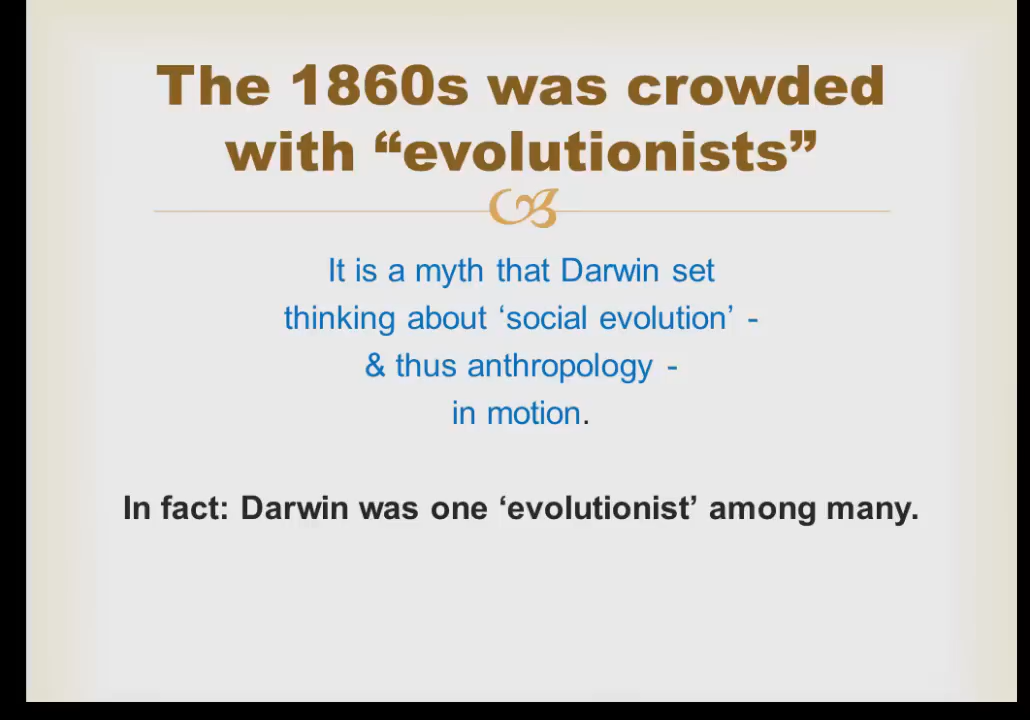 The 1860s was crowded
with “evolutionists”
It is a myth that Darwin set
thinking about ‘social evolution’ -
& thus anthropology -
in motion.
In fact: Darwin was one ‘evolutionist’ among many.